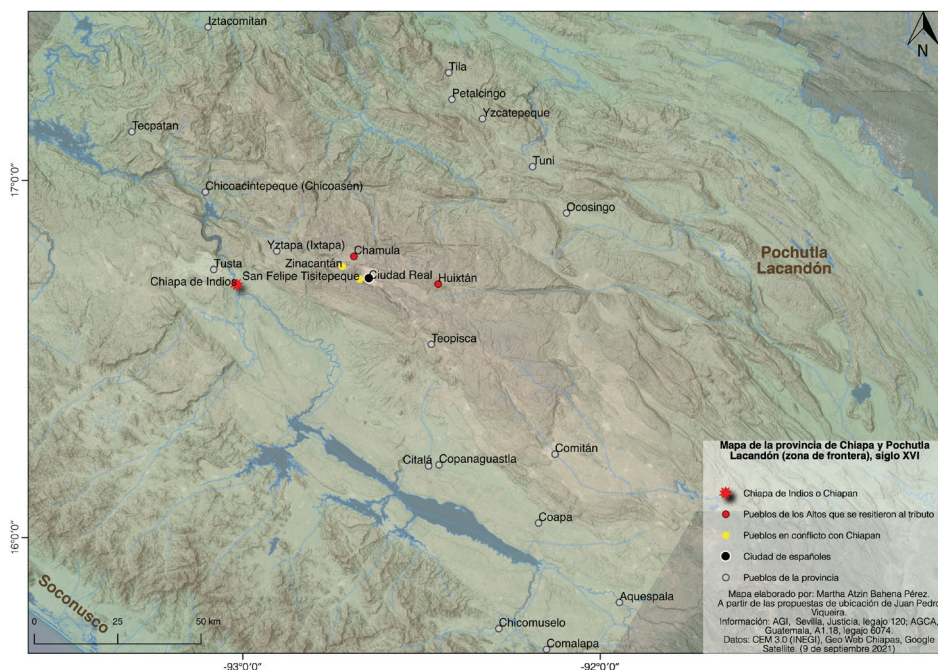 Iztacomitan
N
Tila
Petalcingo
Yzcatepeque
Tecpatan
Tuni
17°0'0"
Chicoacintepeque (Chicoasén)
Ocosingo
Yztapa (Ixtapa)
Chamula
Pochutla
Lacandón
Zinacantán
Tusta
San Felipe Tisitepeque
Ciudad Real
Chiapa de Indios
Huixtán
Teopisca
Comitán
Citalá
Copanaguastla
Coapa
16°0'0"
Soconusco
Aquespala
Chicomuselo
Comalapa
0
25
50 km
-93°0'0"
-92°0'0"
Mapa de la provincia de Chiapa y Pochutla
Lacandón (zona de frontera), siglo XVI
Chiapa de Indios o Chiapan
Pueblos de los Altos que se resitieron al tributo
Pueblos en conflicto con Chiapan
Ciudad de españoles
Pueblos de la provincia
Mapa elaborado por: Martha Atzin Bahena Pérez.
A partir de las propuestas de ubicación de Juan Pedro
Viqueira.
Información: AGI, Sevilla, Justicia, legajo 120; AGCA,
Guatemala, A1.18, legajo 6074.
Datos: CEM 3.0 (INEGI), Geo Web Chiapas, Google
Satellite. (9 de septiembre 2021)